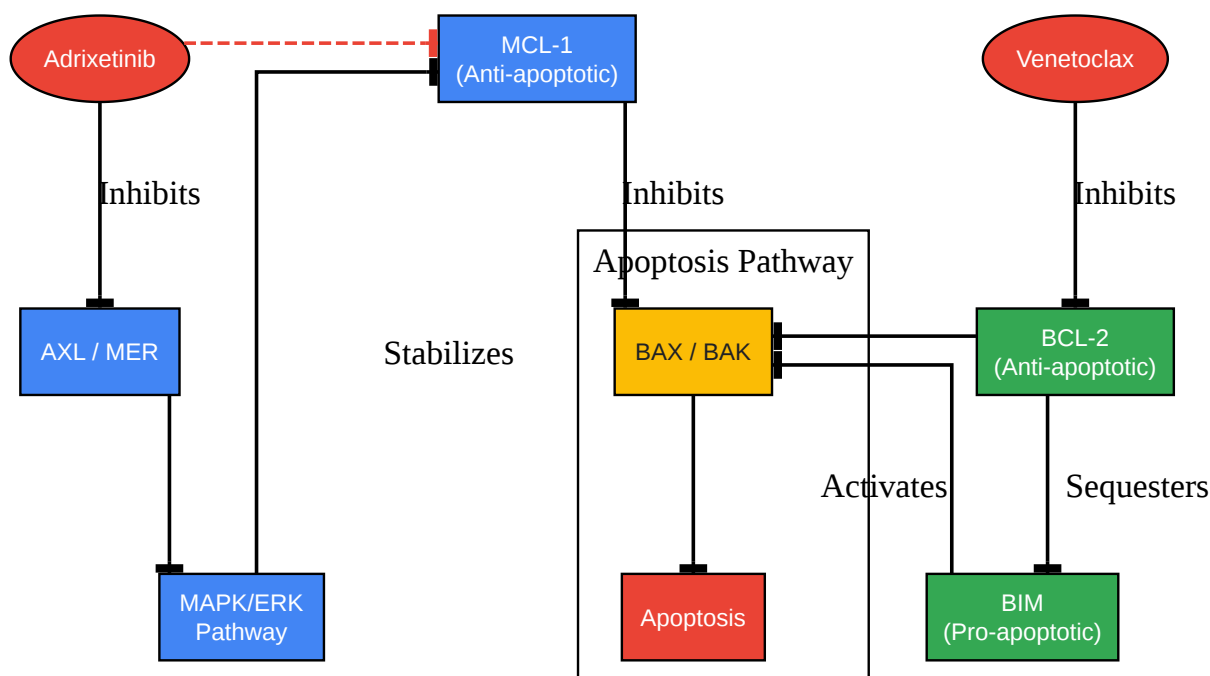 Adrixetinib
MCL-1
(Anti-apoptotic)
Venetoclax
Inhibits
Inhibits
Inhibits
Apoptosis Pathway
AXL / MER
Stabilizes
BAX / BAK
BCL-2
(Anti-apoptotic)
Activates
Sequesters
MAPK/ERK
Pathway
Apoptosis
BIM
(Pro-apoptotic)